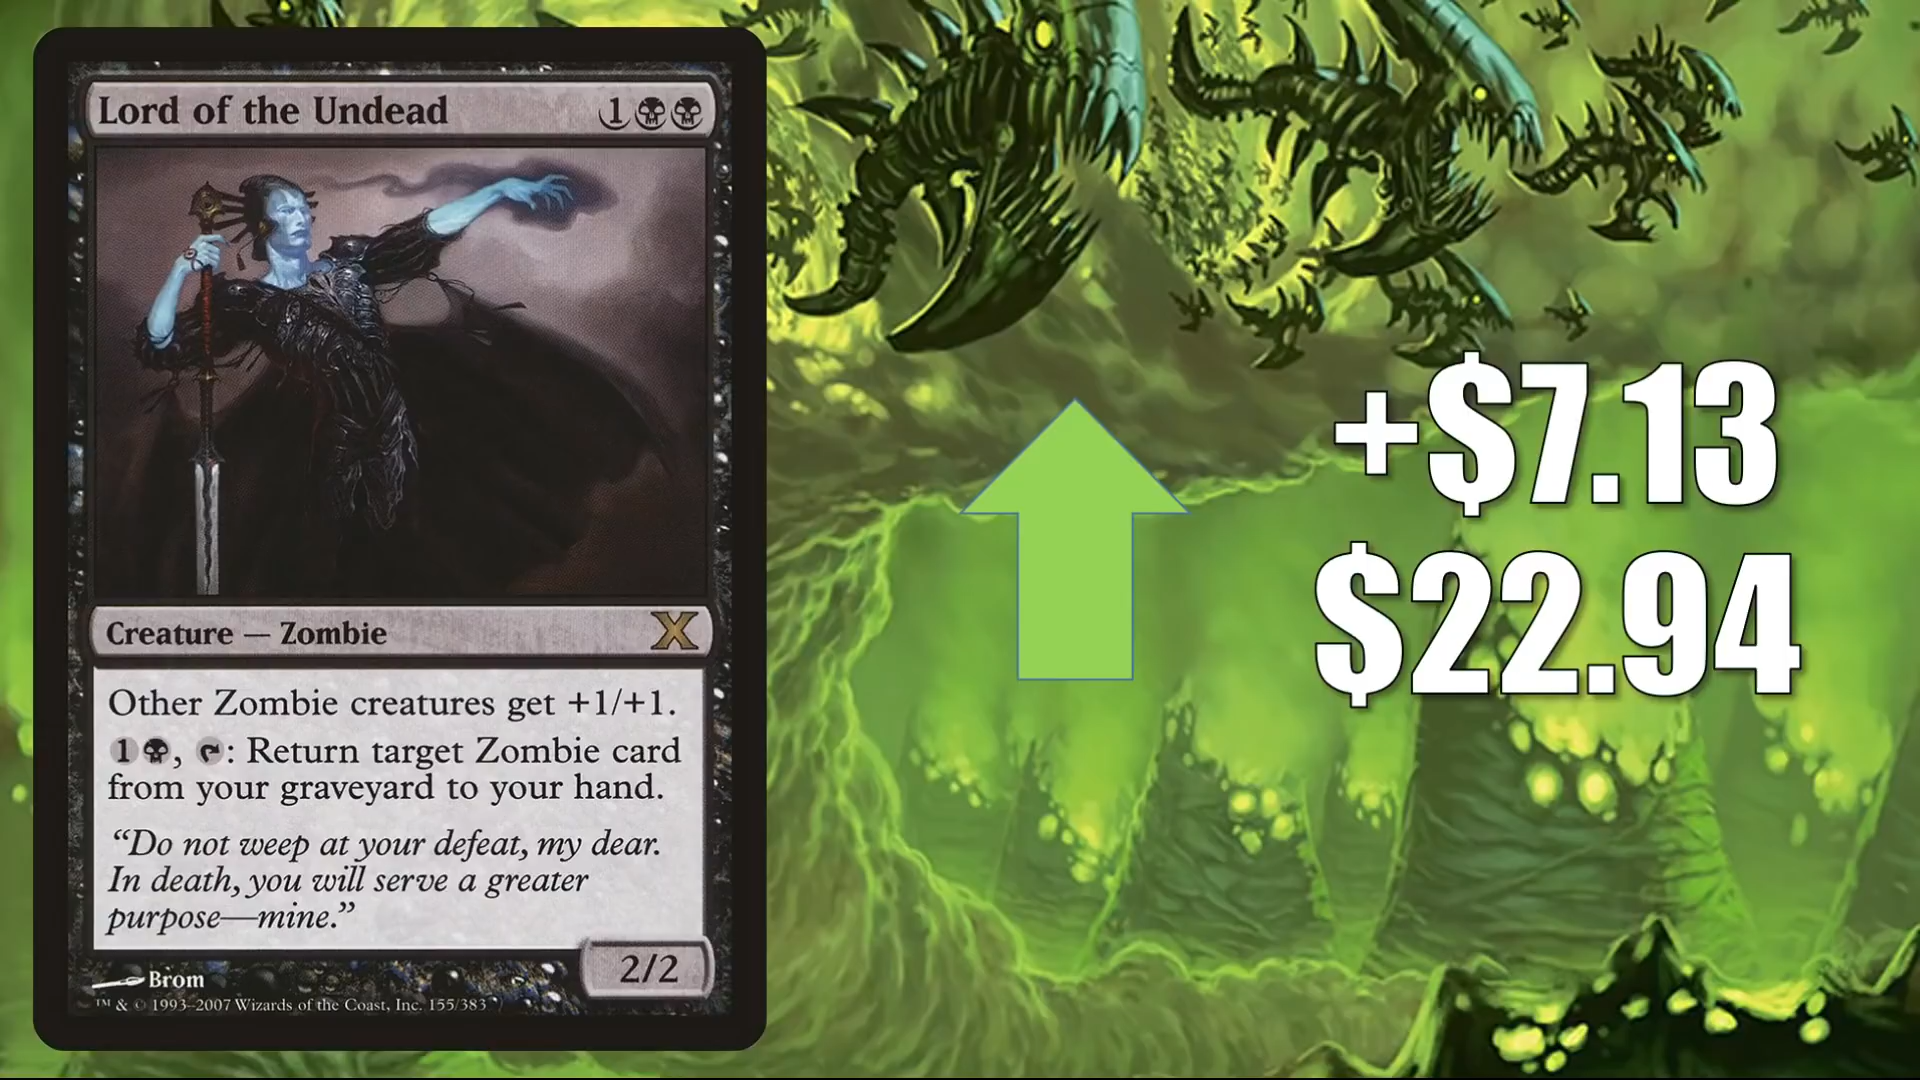 Lord of the Undead 1
Creature — Zombie X
Other Zombie creatures get +1/+1.
1, : Return target Zombie card
from your graveyard to your hand.
“Do not weep at your defeat, my dear.
In death, you will serve a greater
purpose—mine.”
2/2
Brom
™ & © 1993–2007 Wizards of the Coast, Inc. 155/383
+$7.13
$22.94